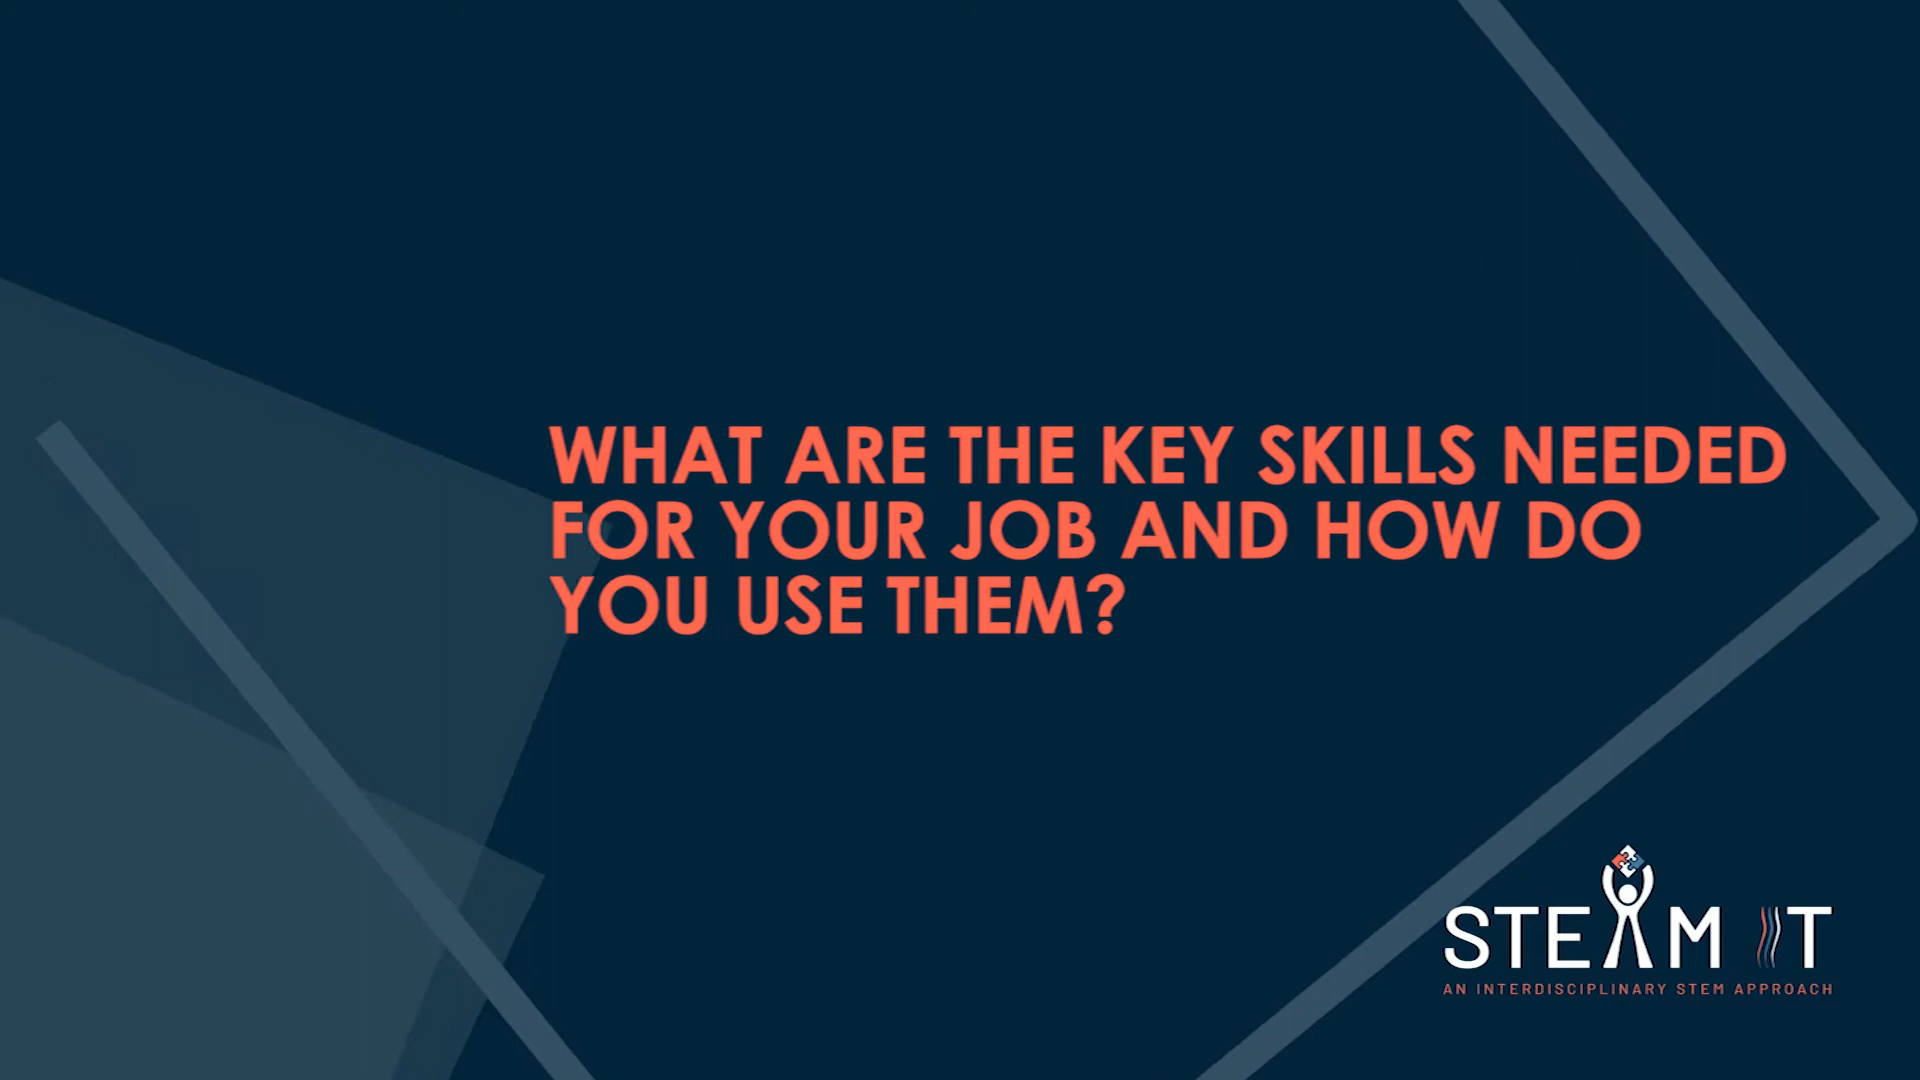 WHAT ARE THE KEY SKILLS NEEDED
FOR YOUR JOB AND HOW DO
YOU USE THEM?
STEAM IT
AN INTERDISCIPLINARY STEM APPROACH